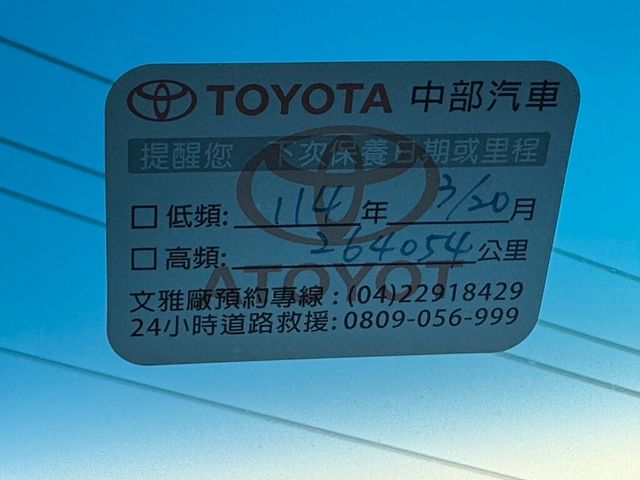 TOYOTA 中部汽車
提醒您 下次保養日期或里程
□ 低頻: 114 年 3/20 月
□ 高頻: 264054 公里
文雅廠預約專線:(04)22918429
24小時道路救援:0809-056-999